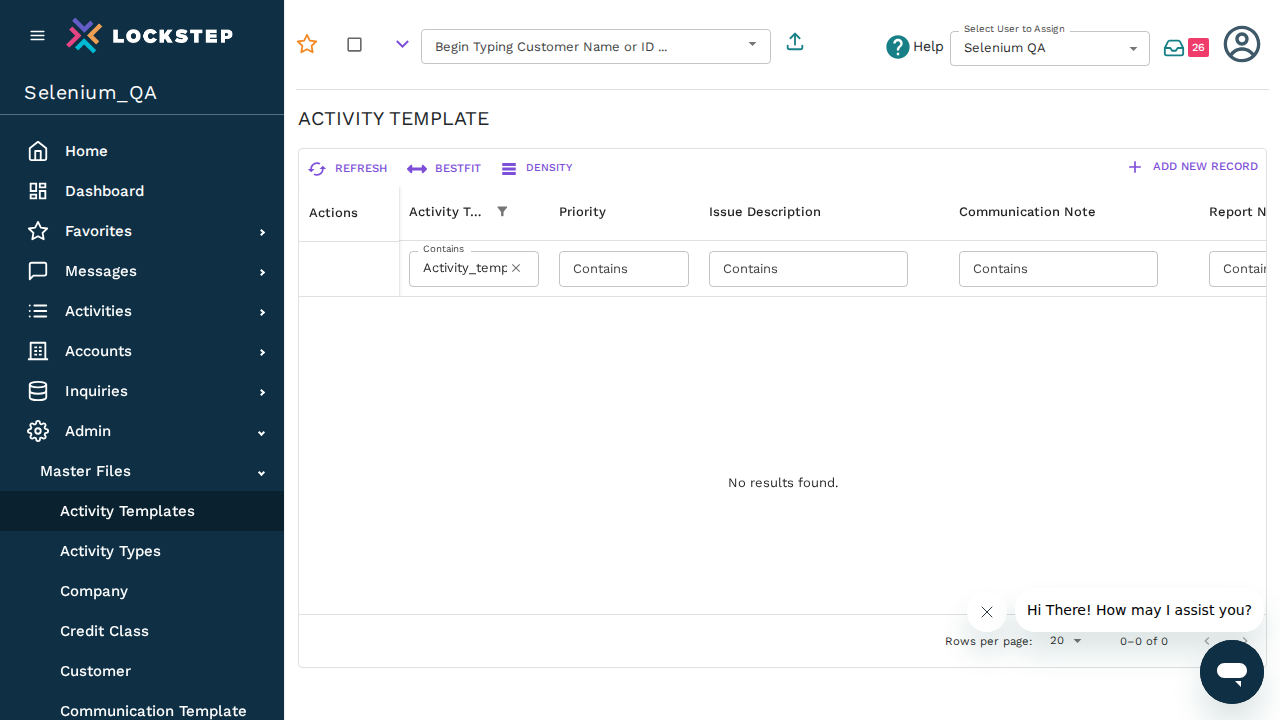 LOCKSTEP
Selenium_QA
Home
Dashboard
Favorites
Messages
Activities
Accounts
Inquiries
Admin
Master Files
Activity Templates
Activity Types
Company
Credit Class
Customer
Communication Template
Begin Typing Customer Name or ID ...
Help
Select User to Assign
Selenium QA
26
ACTIVITY TEMPLATE
REFRESH
BESTFIT
DENSITY
ADD NEW RECORD
Actions
Activity T...
Priority
Issue Description
Communication Note
Report N
Contains
Activity_temp
Contains
Contains
Contains
Contain
No results found.
Hi There! How may I assist you?
Rows per page:
20
0–0 of 0